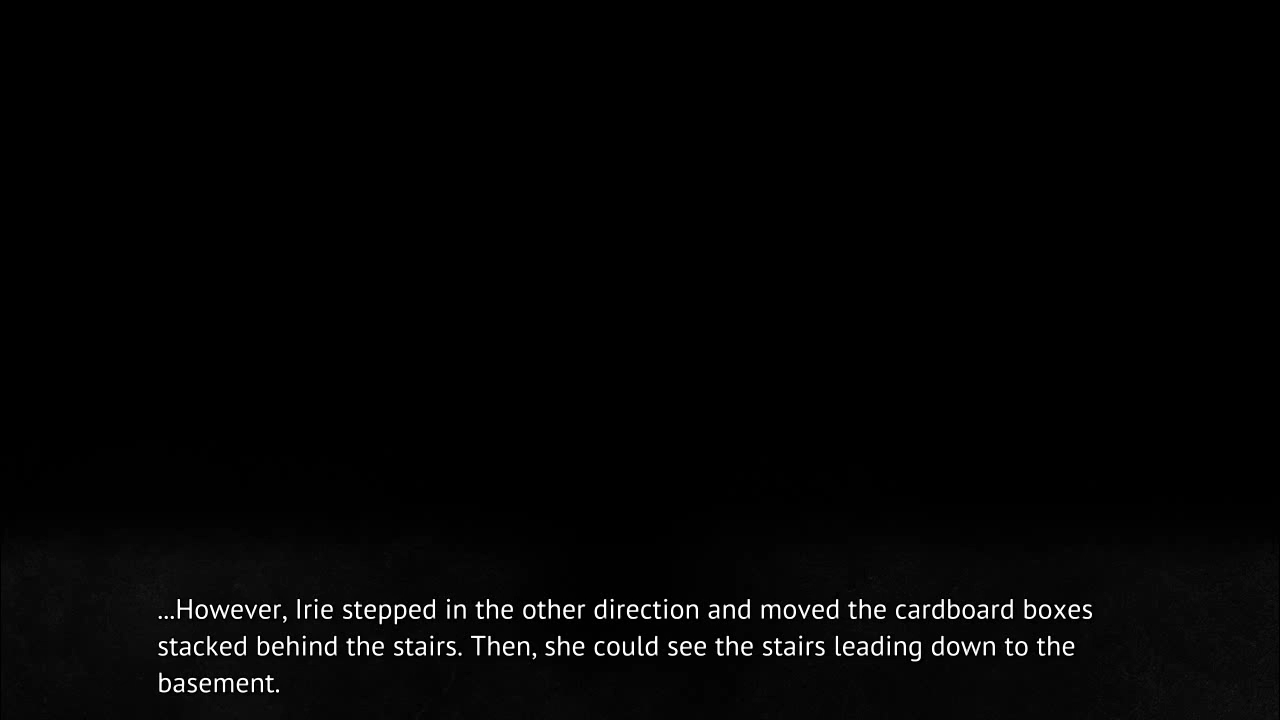 ...However, Irie stepped in the other direction and moved the cardboard boxes
stacked behind the stairs. Then, she could see the stairs leading down to the
basement.